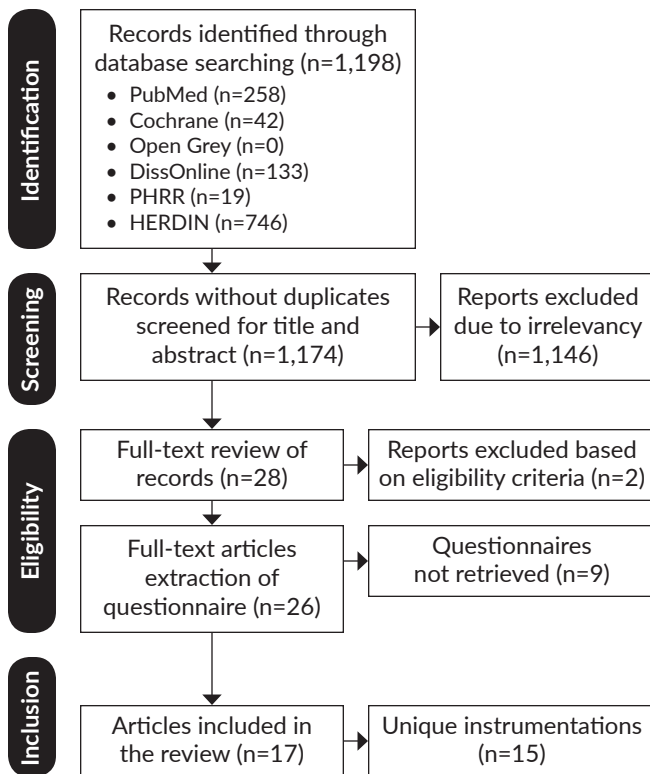 Identification
Records identified through
database searching (n=1,198)
• PubMed (n=258)
• Cochrane (n=42)
• Open Grey (n=0)
• DissOnline (n=133)
• PHRR (n=19)
• HERDIN (n=746)
Screening
Records without duplicates
screened for title and
abstract (n=1,174)
Reports excluded
due to irrelevancy
(n=1,146)
Eligibility
Full-text review of
records (n=28)
Reports excluded based
on eligibility criteria (n=2)
Full-text articles
extraction of
questionnaire (n=26)
Questionnaires
not retrieved (n=9)
Inclusion
Articles included in
the review (n=17)
Unique instrumentations
(n=15)